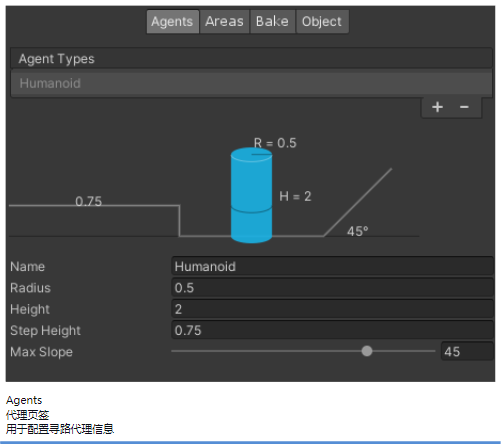 Agents Areas Bake Object
Agent Types
Humanoid
+ −
R = 0.5
0.75
H = 2
45°
Name Humanoid
Radius 0.5
Height 2
Step Height 0.75
Max Slope 45
Agents
代理页签
用于配置寻路代理信息